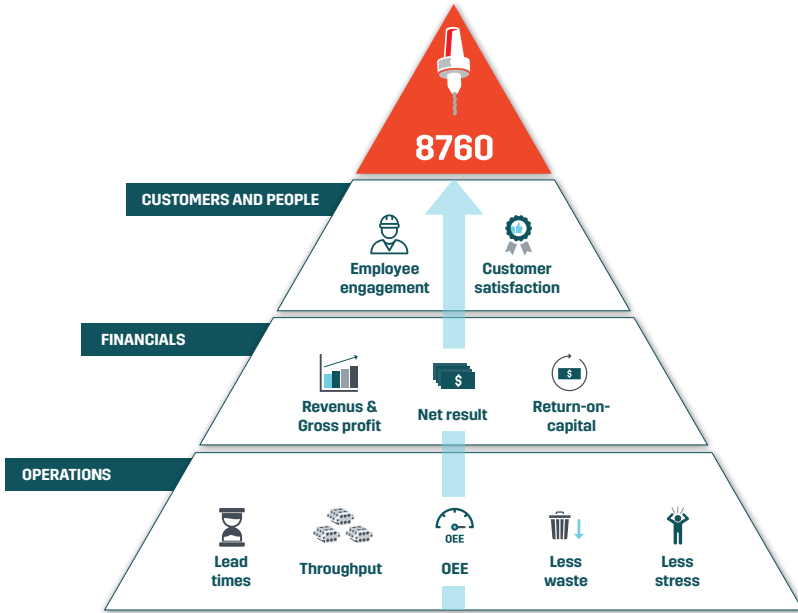 8760
CUSTOMERS AND PEOPLE
Employee
engagement
Customer
satisfaction
FINANCIALS
$
$
Revenus &
Gross profit
Net result
Return-on-
capital
OPERATIONS
OEE
Lead
times
Throughput
OEE
Less
waste
Less
stress